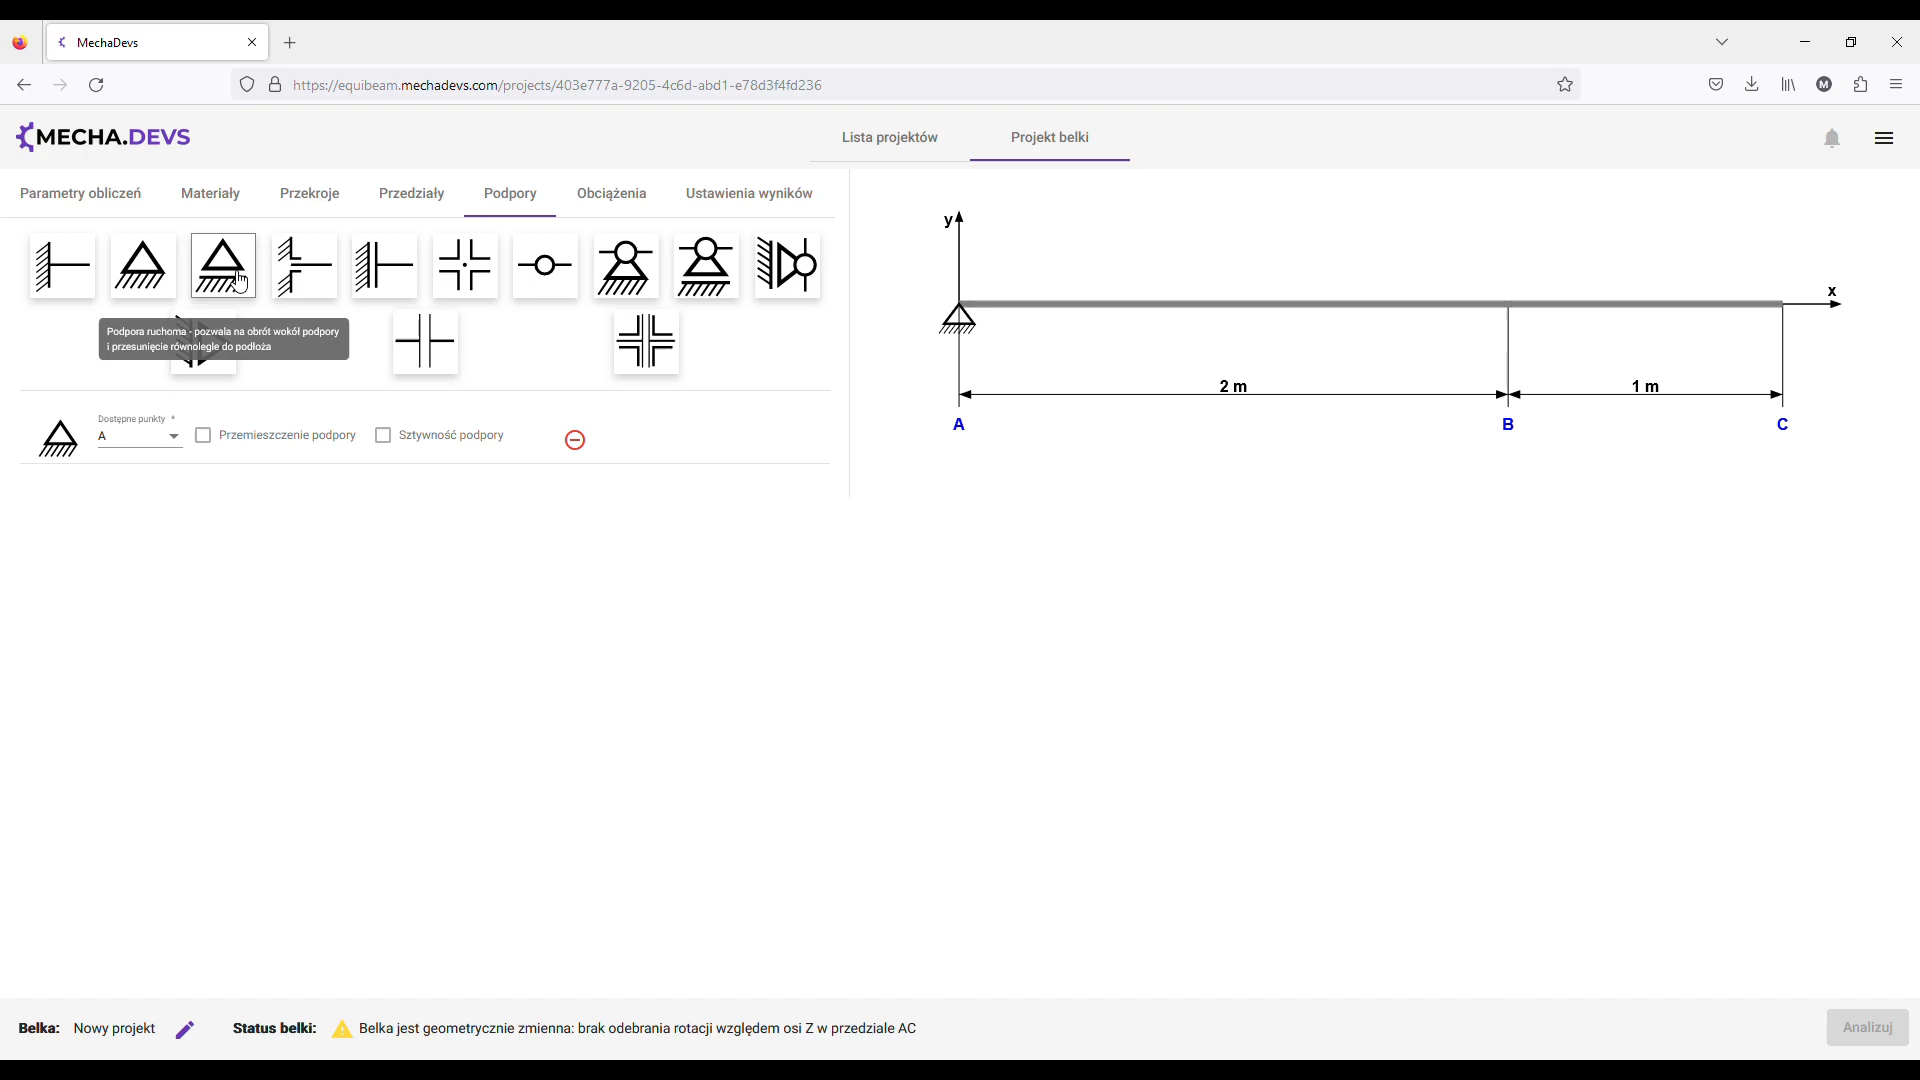 MechaDevs
https://equibeam.mechadevs.com/projects/403e777a-9205-4c6d-abd1-e78d3f4fd236
M
MECHA.DEVS
Lista projektów
Projekt belki
Parametry obliczeń
Materiały
Przekroje
Przedziały
Podpory
Obciążenia
Ustawienia wyników
Podpora ruchoma - pozwala na obrót wokół podpory
i przesunięcie równolegle do podłoża
Dostępne punkty *
A
Przemieszczenie podpory
Sztywność podpory
y
x
2 m
1 m
A
B
C
Belka: Nowy projekt
Status belki: Belka jest geometrycznie zmienna: brak odebrania rotacji względem osi Z w przedziale AC
Analizuj